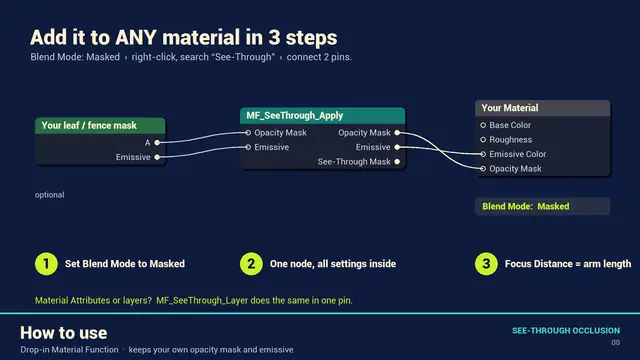 Add it to ANY material in 3 steps
Blend Mode: Masked › right-click, search “See-Through” › connect 2 pins.
Your leaf / fence mask
A
Emissive
optional
MF_SeeThrough_Apply
Opacity Mask Opacity Mask
Emissive Emissive
See-Through Mask
Your Material
Base Color
Roughness
Emissive Color
Opacity Mask
Blend Mode: Masked
1 Set Blend Mode to Masked
2 One node, all settings inside
3 Focus Distance = arm length
Material Attributes or layers? MF_SeeThrough_Layer does the same in one pin.
How to use
Drop-in Material Function · keeps your own opacity mask and emissive
SEE-THROUGH OCCLUSION
08